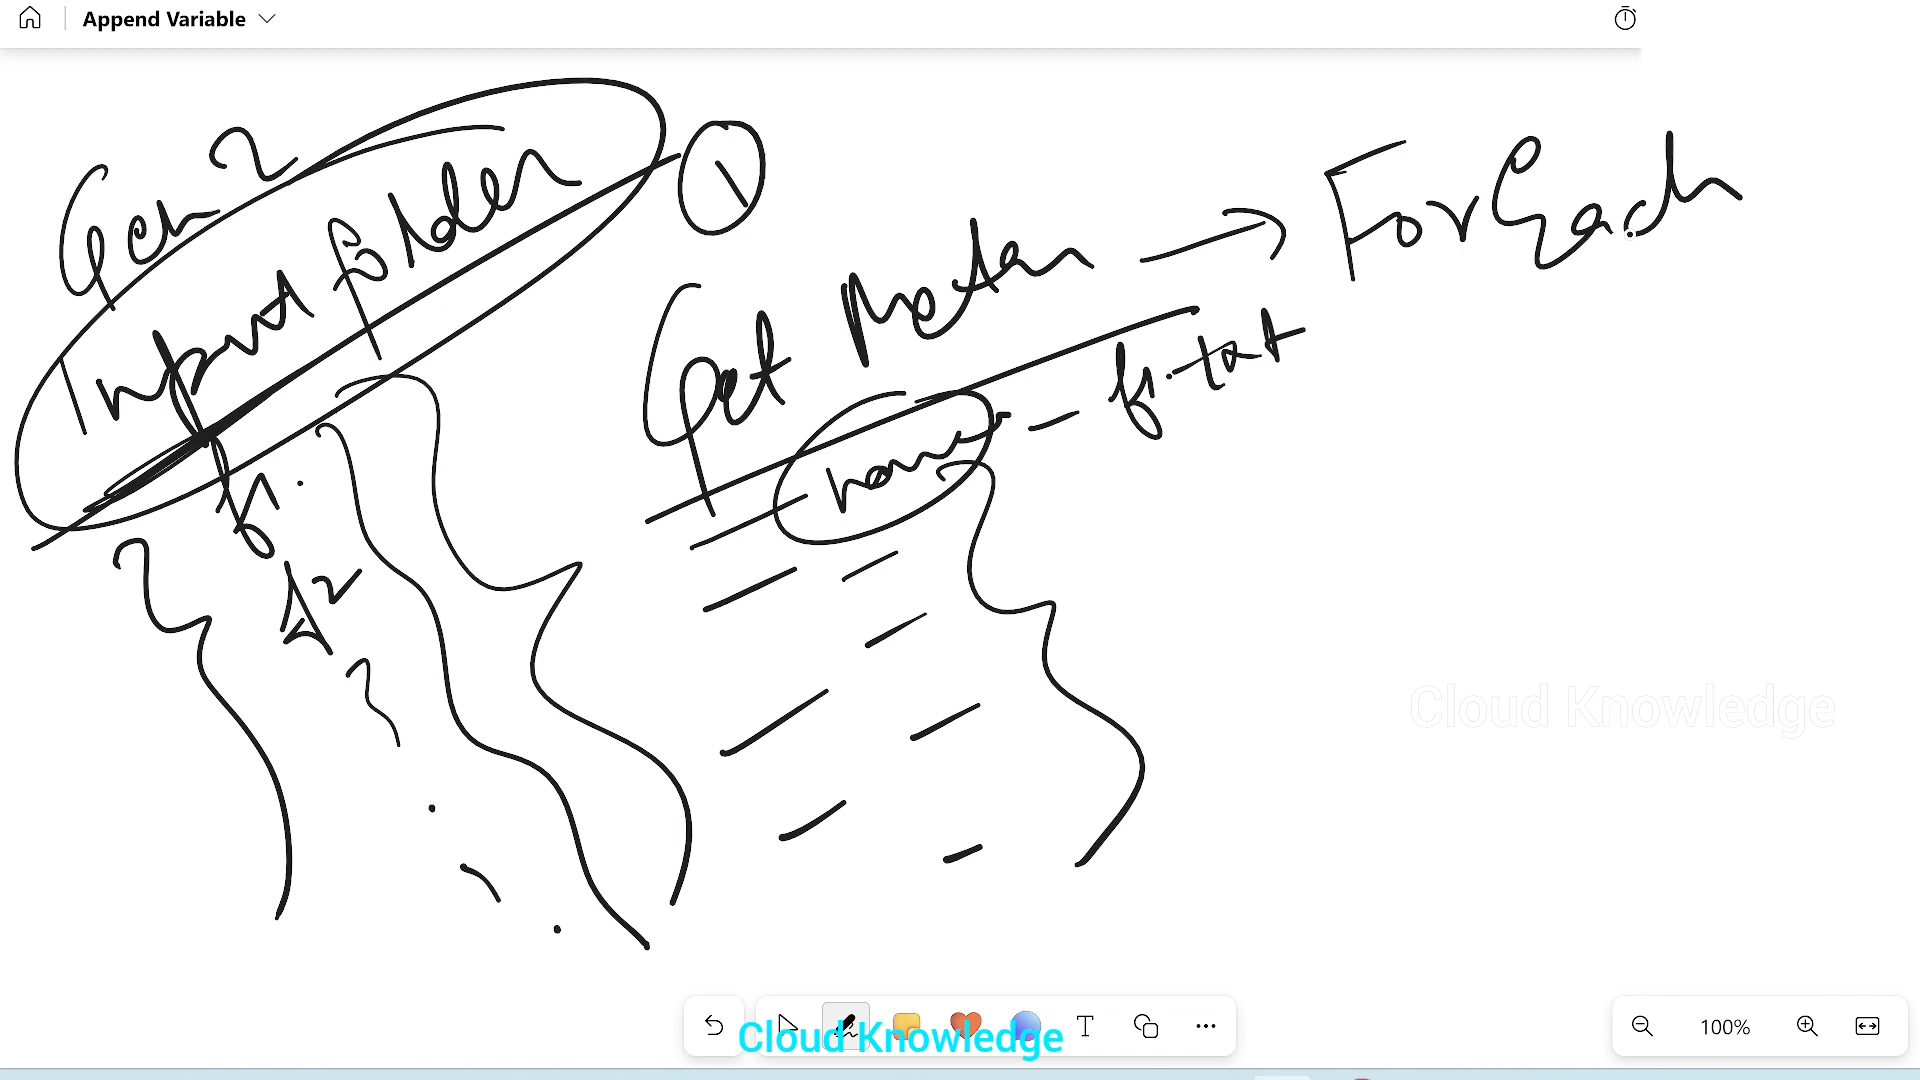 Append Variable
Gen 2
Input folder
1
Get Meta
ForEach
f1.txt
name
f1.
f2
Cloud Knowledge
Cloud Knowledge
100%